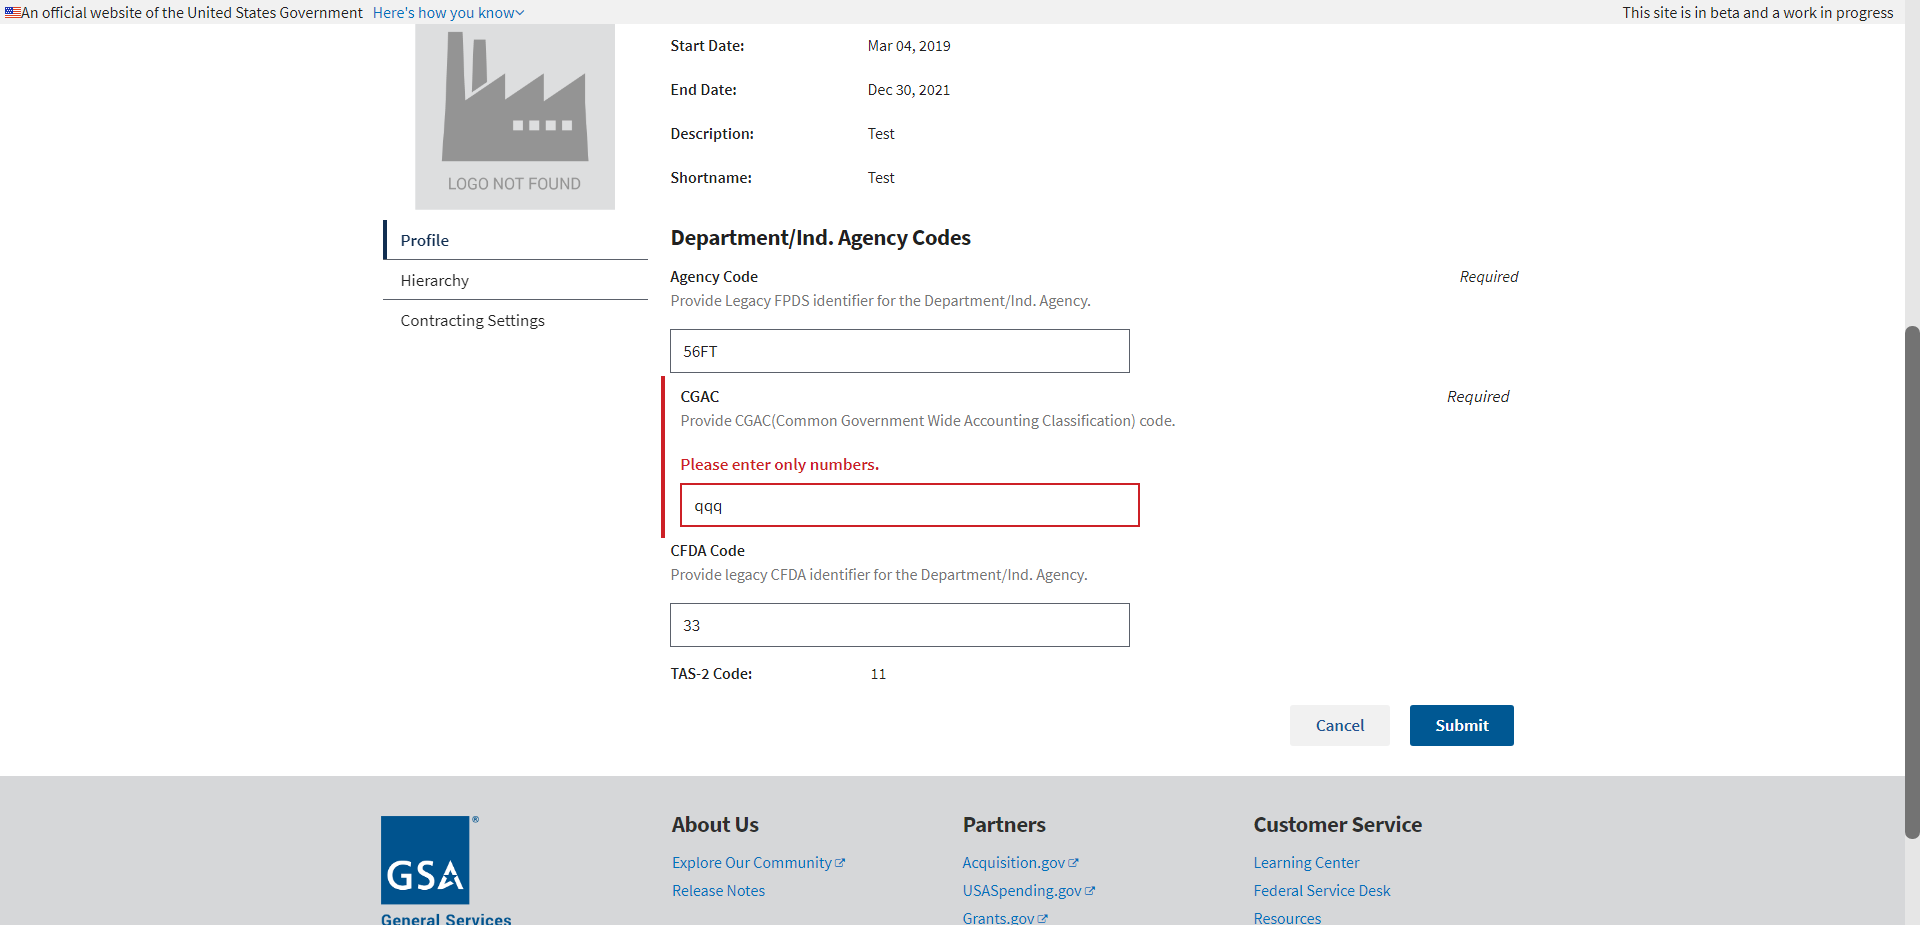 An official website of the United States Government Here's how you know
This site is in beta and a work in progress
LOGO NOT FOUND
Profile
Hierarchy
Contracting Settings
Start Date: Mar 04, 2019
End Date: Dec 30, 2021
Description: Test
Shortname: Test
Department/Ind. Agency Codes
Agency Code Required
Provide Legacy FPDS identifier for the Department/Ind. Agency.
56FT
CGAC Required
Provide CGAC(Common Government Wide Accounting Classification) code.
Please enter only numbers.
qqq
CFDA Code
Provide legacy CFDA identifier for the Department/Ind. Agency.
33
TAS-2 Code: 11
Cancel Submit
GSA ®
General Services
About Us
Explore Our Community
Release Notes
Partners
Acquisition.gov
USASpending.gov
Grants.gov
Customer Service
Learning Center
Federal Service Desk
Resources